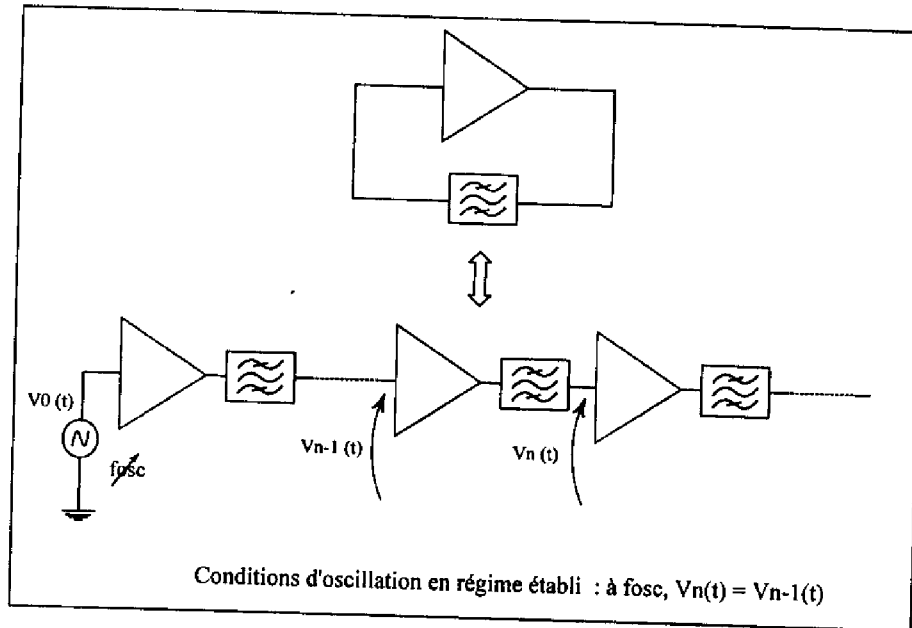 V0 (t)
fosc
Vn-1 (t)
Vn (t)
Conditions d'oscillation en régime établi : à fosc, Vn(t) = Vn-1(t)